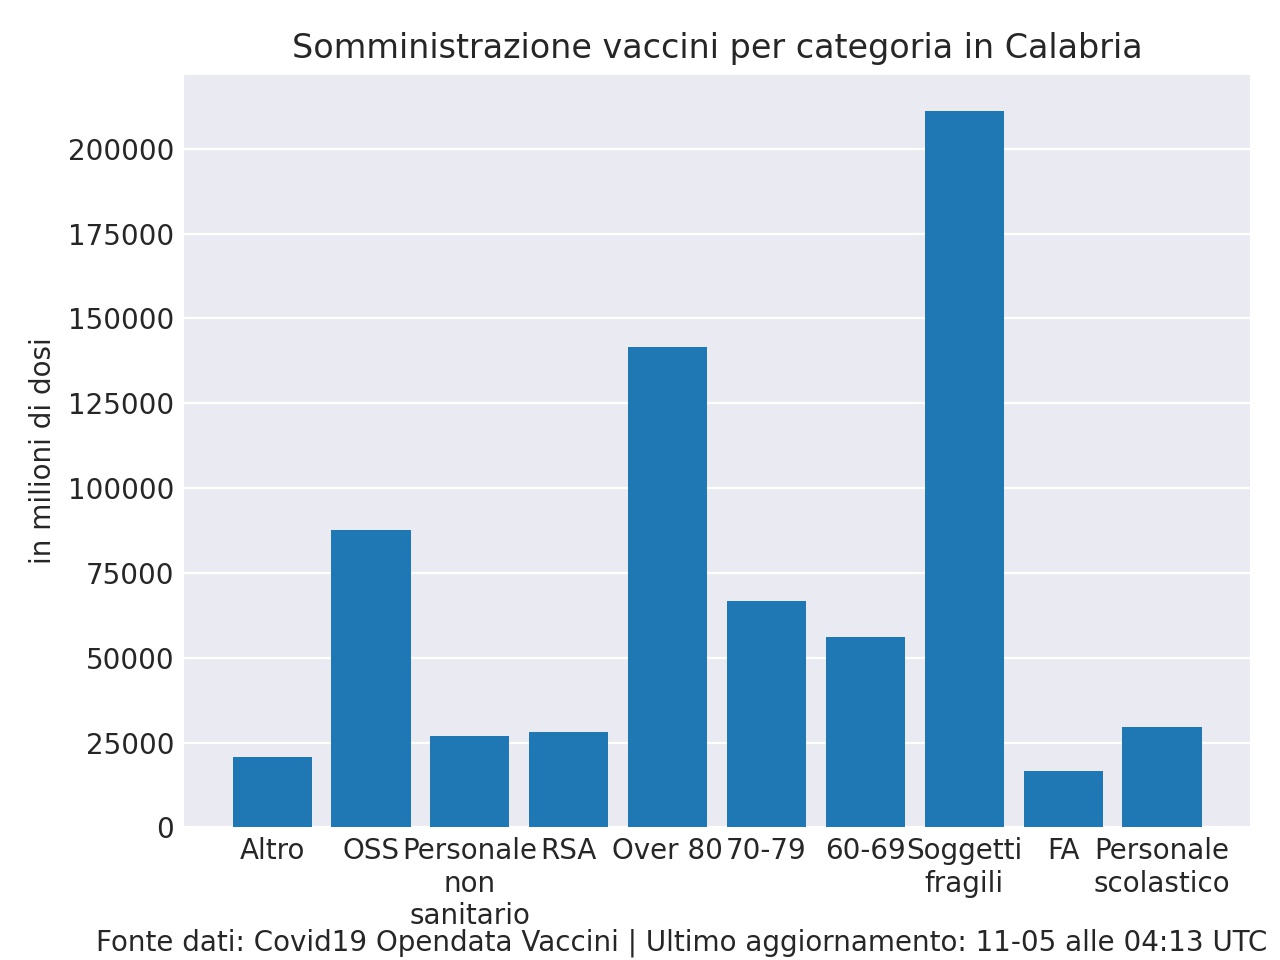 Somministrazione vaccini per categoria in Calabria
in milioni di dosi
200000
175000
150000
125000
100000
75000
50000
25000
0
Altro
OSS
Personale
non
sanitario
RSA
Over 80
70-79
60-69
Soggetti
fragili
FA
Personale
scolastico
Fonte dati: Covid19 Opendata Vaccini | Ultimo aggiornamento: 11-05 alle 04:13 UTC